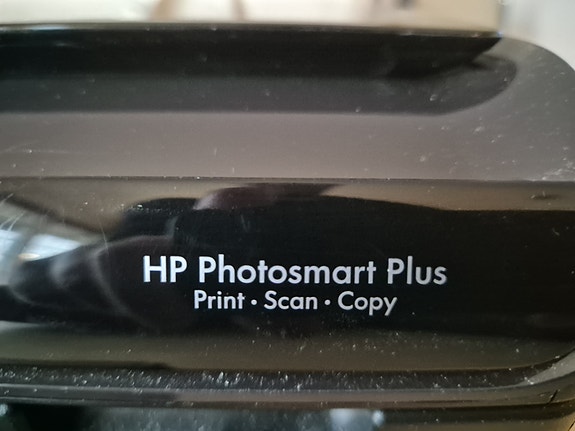 HP Photosmart Plus
Print • Scan • Copy